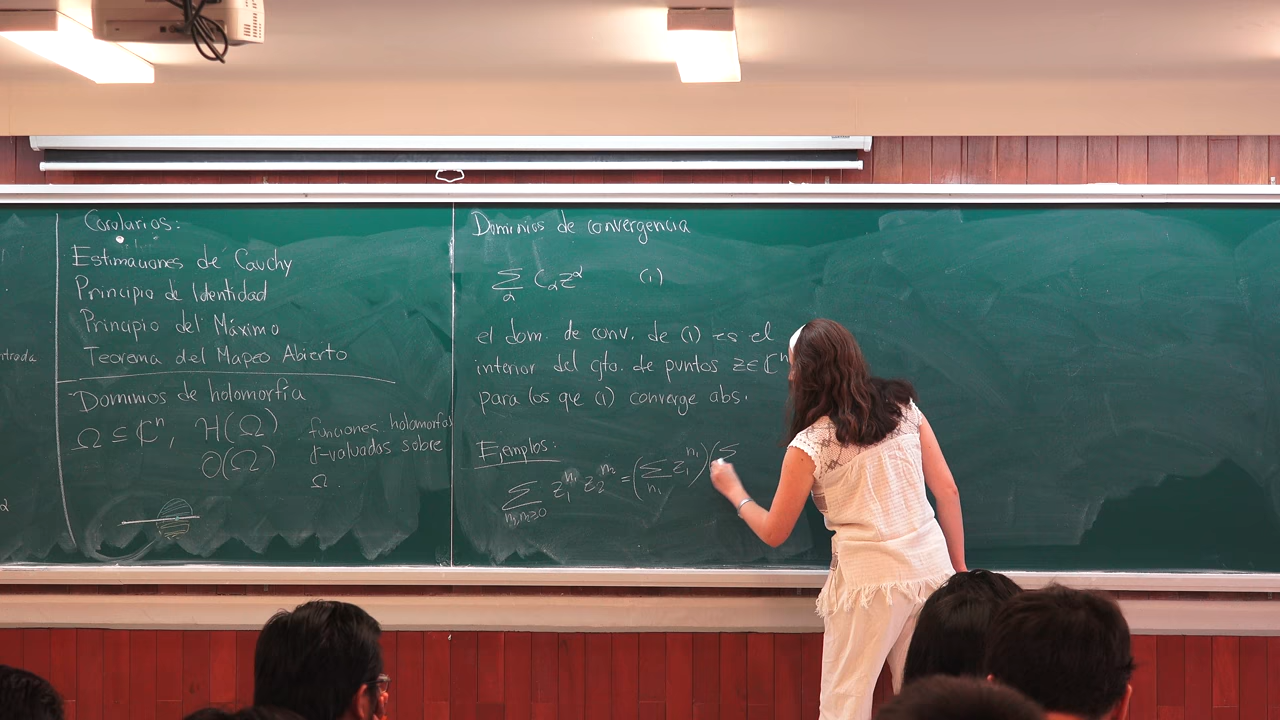 Corolarios:
Estimaciones de Cauchy
Principio de Identidad
Principio del Máximo
Teorema del Mapeo Abierto
Dominios de holomorfía
Ω ⊆ ℂⁿ, H(Ω) funciones holomorfas
O(Ω) ℂ-valuadas sobre
Ω.
Dominios de convergencia
∑_α C_α z^α (1)
el dom. de conv. de (1) es el
interior del cjto. de puntos z∈ℂⁿ
para los que (1) converge abs.
Ejemplos:
∑_{n₁,n₂≥0} z₁^{n₁} z₂^{n₂} = (∑_{n₁} z₁^{n₁})(∑